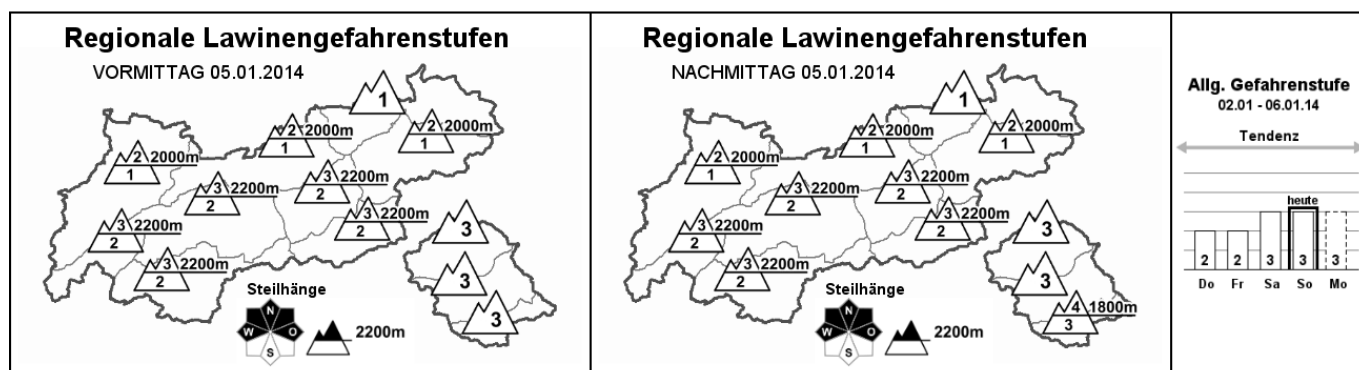 Regionale Lawinengefahrenstufen
VORMITTAG 05.01.2014
1
2 2000m
1
2 2000m
1
2 2000m
1
3 2200m
2
3 2200m
2
3 2200m
2
3 2200m
2
3 2200m
2
3
3
3
Steilhänge
N
W O
S
2200m
Regionale Lawinengefahrenstufen
NACHMITTAG 05.01.2014
1
2 2000m
1
2 2000m
1
2 2000m
1
3 2200m
2
3 2200m
2
3 2200m
2
3 2200m
2
3 2200m
2
3
3
4 1800m
3
Steilhänge
N
W O
S
2200m
Allg. Gefahrenstufe
02.01 - 06.01.14
Tendenz
heute
2 2 3 3 3
Do Fr Sa So Mo